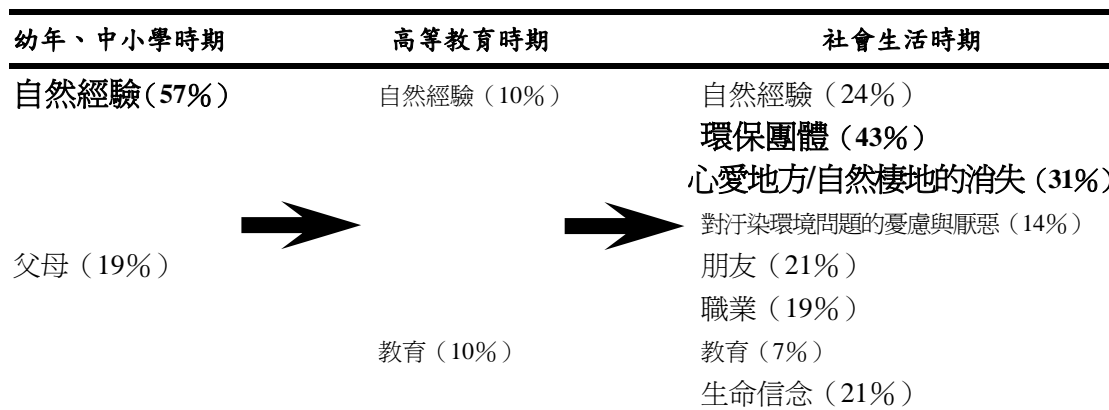 幼年、中小學時期 高等教育時期 社會生活時期
自然經驗（57％） 自然經驗（10％） 自然經驗（24％）
環保團體（43％）
心愛地方/自然棲地的消失（31％）
對汙染環境問題的憂慮與厭惡（14％）
父母（19％） 朋友（21％）
職業（19％）
教育（10％） 教育（7％）
生命信念（21％）